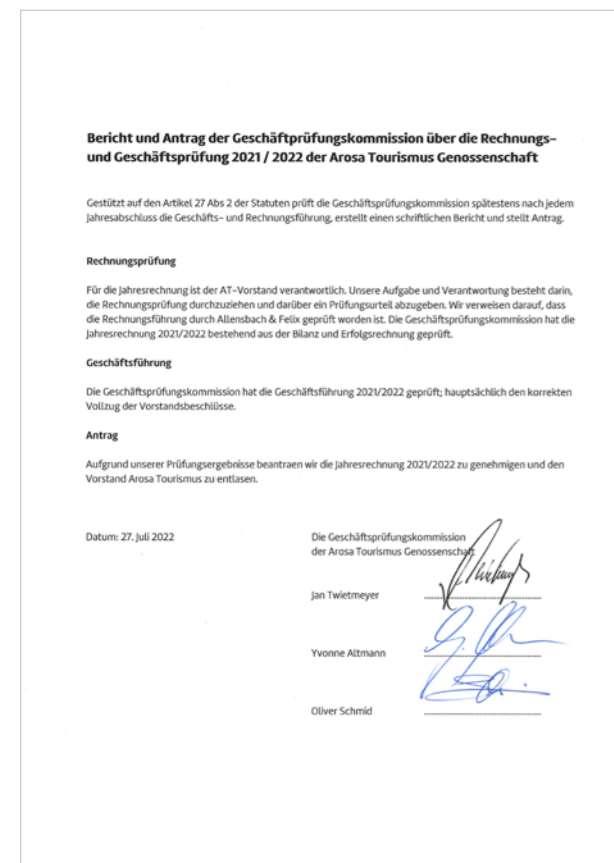 Bericht und Antrag der Geschäftprüfungskommission über die Rechnungs-
und Geschäftsprüfung 2021 / 2022 der Arosa Tourismus Genossenschaft
Gestützt auf den Artikel 27 Abs 2 der Statuten prüft die Geschäftsprüfungskommission spätestens nach jedem
Jahresabschluss die Geschäfts- und Rechnungsführung, erstellt einen schriftlichen Bericht und stellt Antrag.
Rechnungsprüfung
Für die Jahresrechnung ist der AT-Vorstand verantwortlich. Unsere Aufgabe und Verantwortung besteht darin,
die Rechnungsprüfung durchzuziehen und darüber ein Prüfungsurteil abzugeben. Wir verweisen darauf, dass
die Rechnungsführung durch Allensbach & Felix geprüft worden ist. Die Geschäftsprüfungskommission hat die
Jahresrechnung 2021/2022 bestehend aus der Bilanz und Erfolgsrechnung geprüft.
Geschäftsführung
Die Geschäftsprüfungskommission hat die Geschäftsführung 2021/2022 geprüft; hauptsächlich den korrekten
Vollzug der Vorstandsbeschlüsse.
Antrag
Aufgrund unserer Prüfungsergebnisse beantraen wir die Jahresrechnung 2021/2022 zu genehmigen und den
Vorstand Arosa Tourismus zu entlasen.
Datum: 27. Juli 2022
Die Geschäftsprüfungskommission
der Arosa Tourismus Genossenschaft
Jan Twietmeyer
Yvonne Altmann
Oliver Schmid